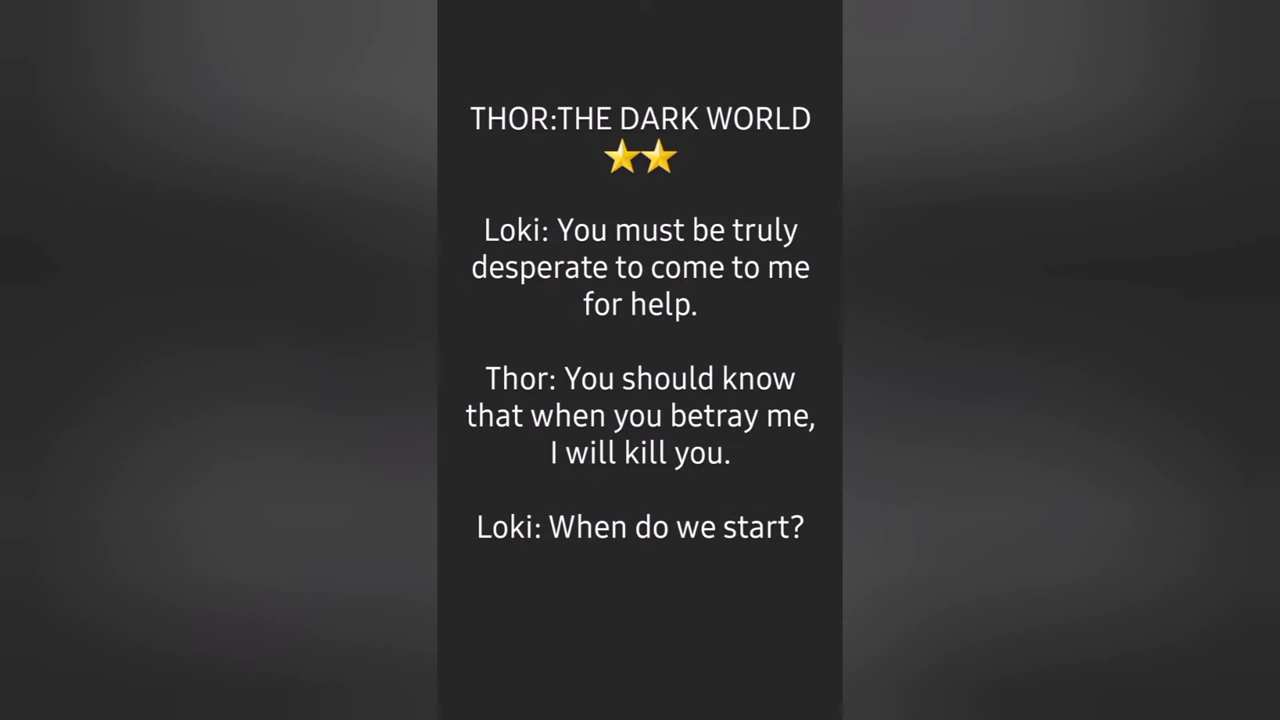 THOR:THE DARK WORLD
⭐⭐
Loki: You must be truly
desperate to come to me
for help.
Thor: You should know
that when you betray me,
I will kill you.
Loki: When do we start?